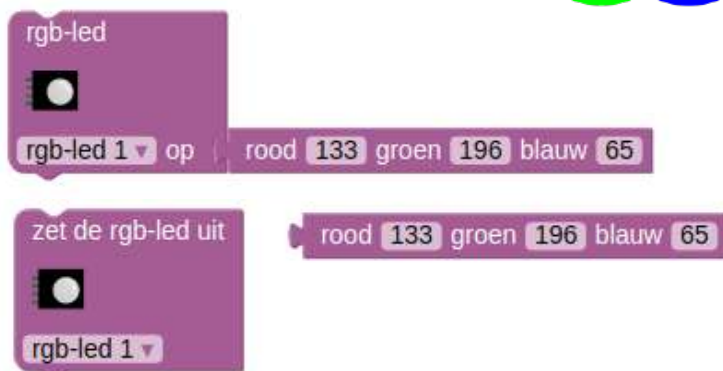 rgb-led
rgb-led 1 op rood 133 groen 196 blauw 65
zet de rgb-led uit
rood 133 groen 196 blauw 65
rgb-led 1